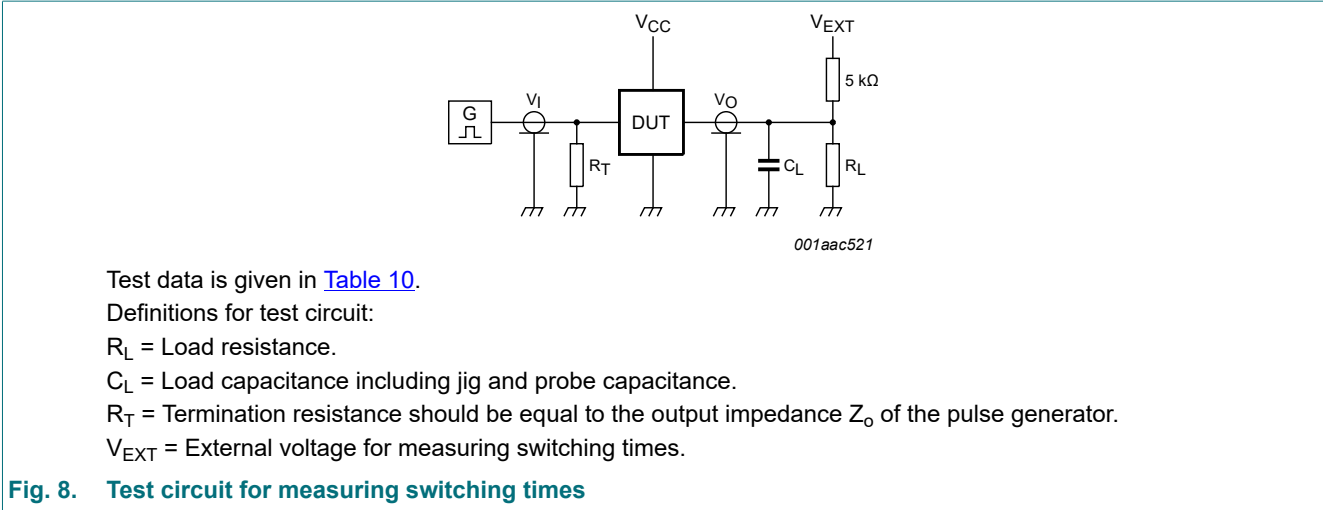 VCC
VEXT
5 kΩ
G
VI
DUT
VO
RT
CL
RL
001aac521
Test data is given in Table 10.
Definitions for test circuit:
RL = Load resistance.
CL = Load capacitance including jig and probe capacitance.
RT = Termination resistance should be equal to the output impedance Zo of the pulse generator.
VEXT = External voltage for measuring switching times.
Fig. 8. Test circuit for measuring switching times